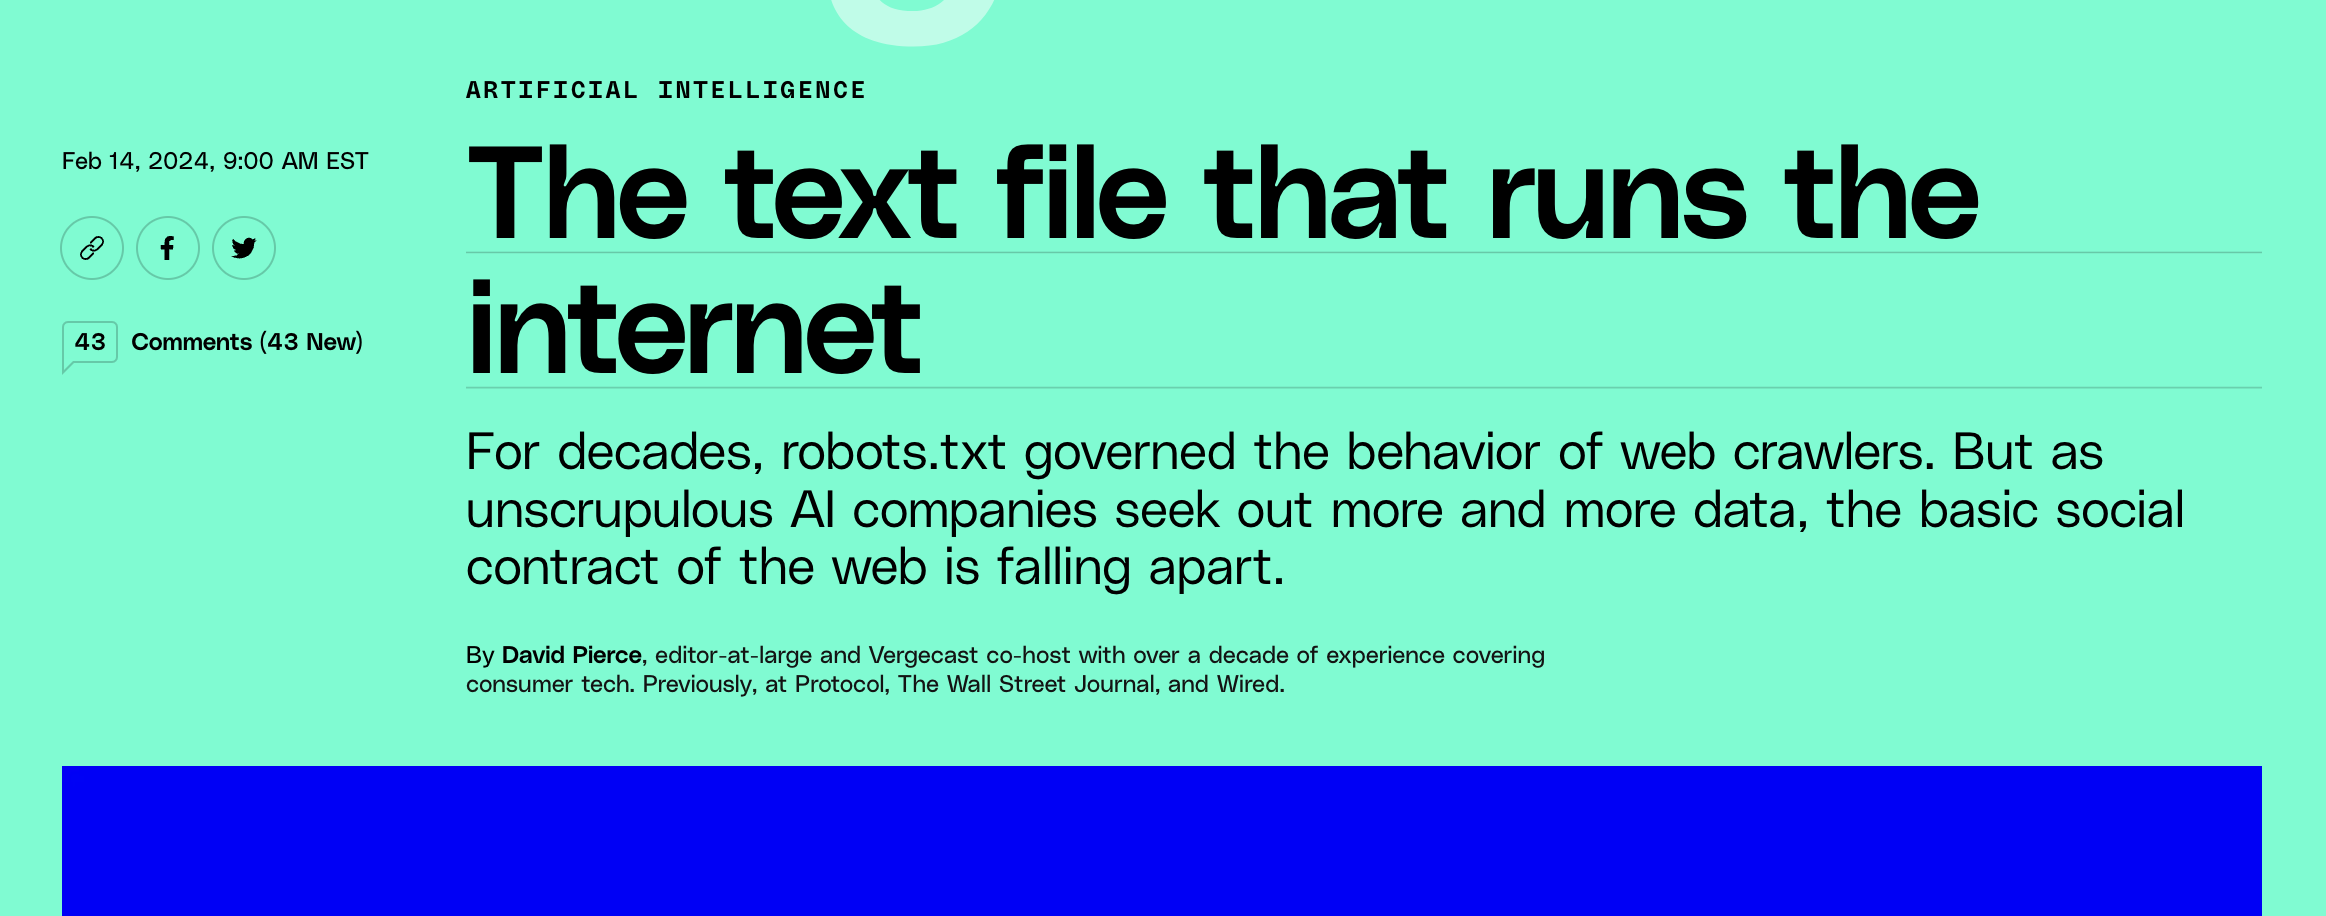 ARTIFICIAL INTELLIGENCE
Feb 14, 2024, 9:00 AM EST
43 Comments (43 New)
The text file that runs the
internet
For decades, robots.txt governed the behavior of web crawlers. But as
unscrupulous AI companies seek out more and more data, the basic social
contract of the web is falling apart.
By David Pierce, editor-at-large and Vergecast co-host with over a decade of experience covering
consumer tech. Previously, at Protocol, The Wall Street Journal, and Wired.